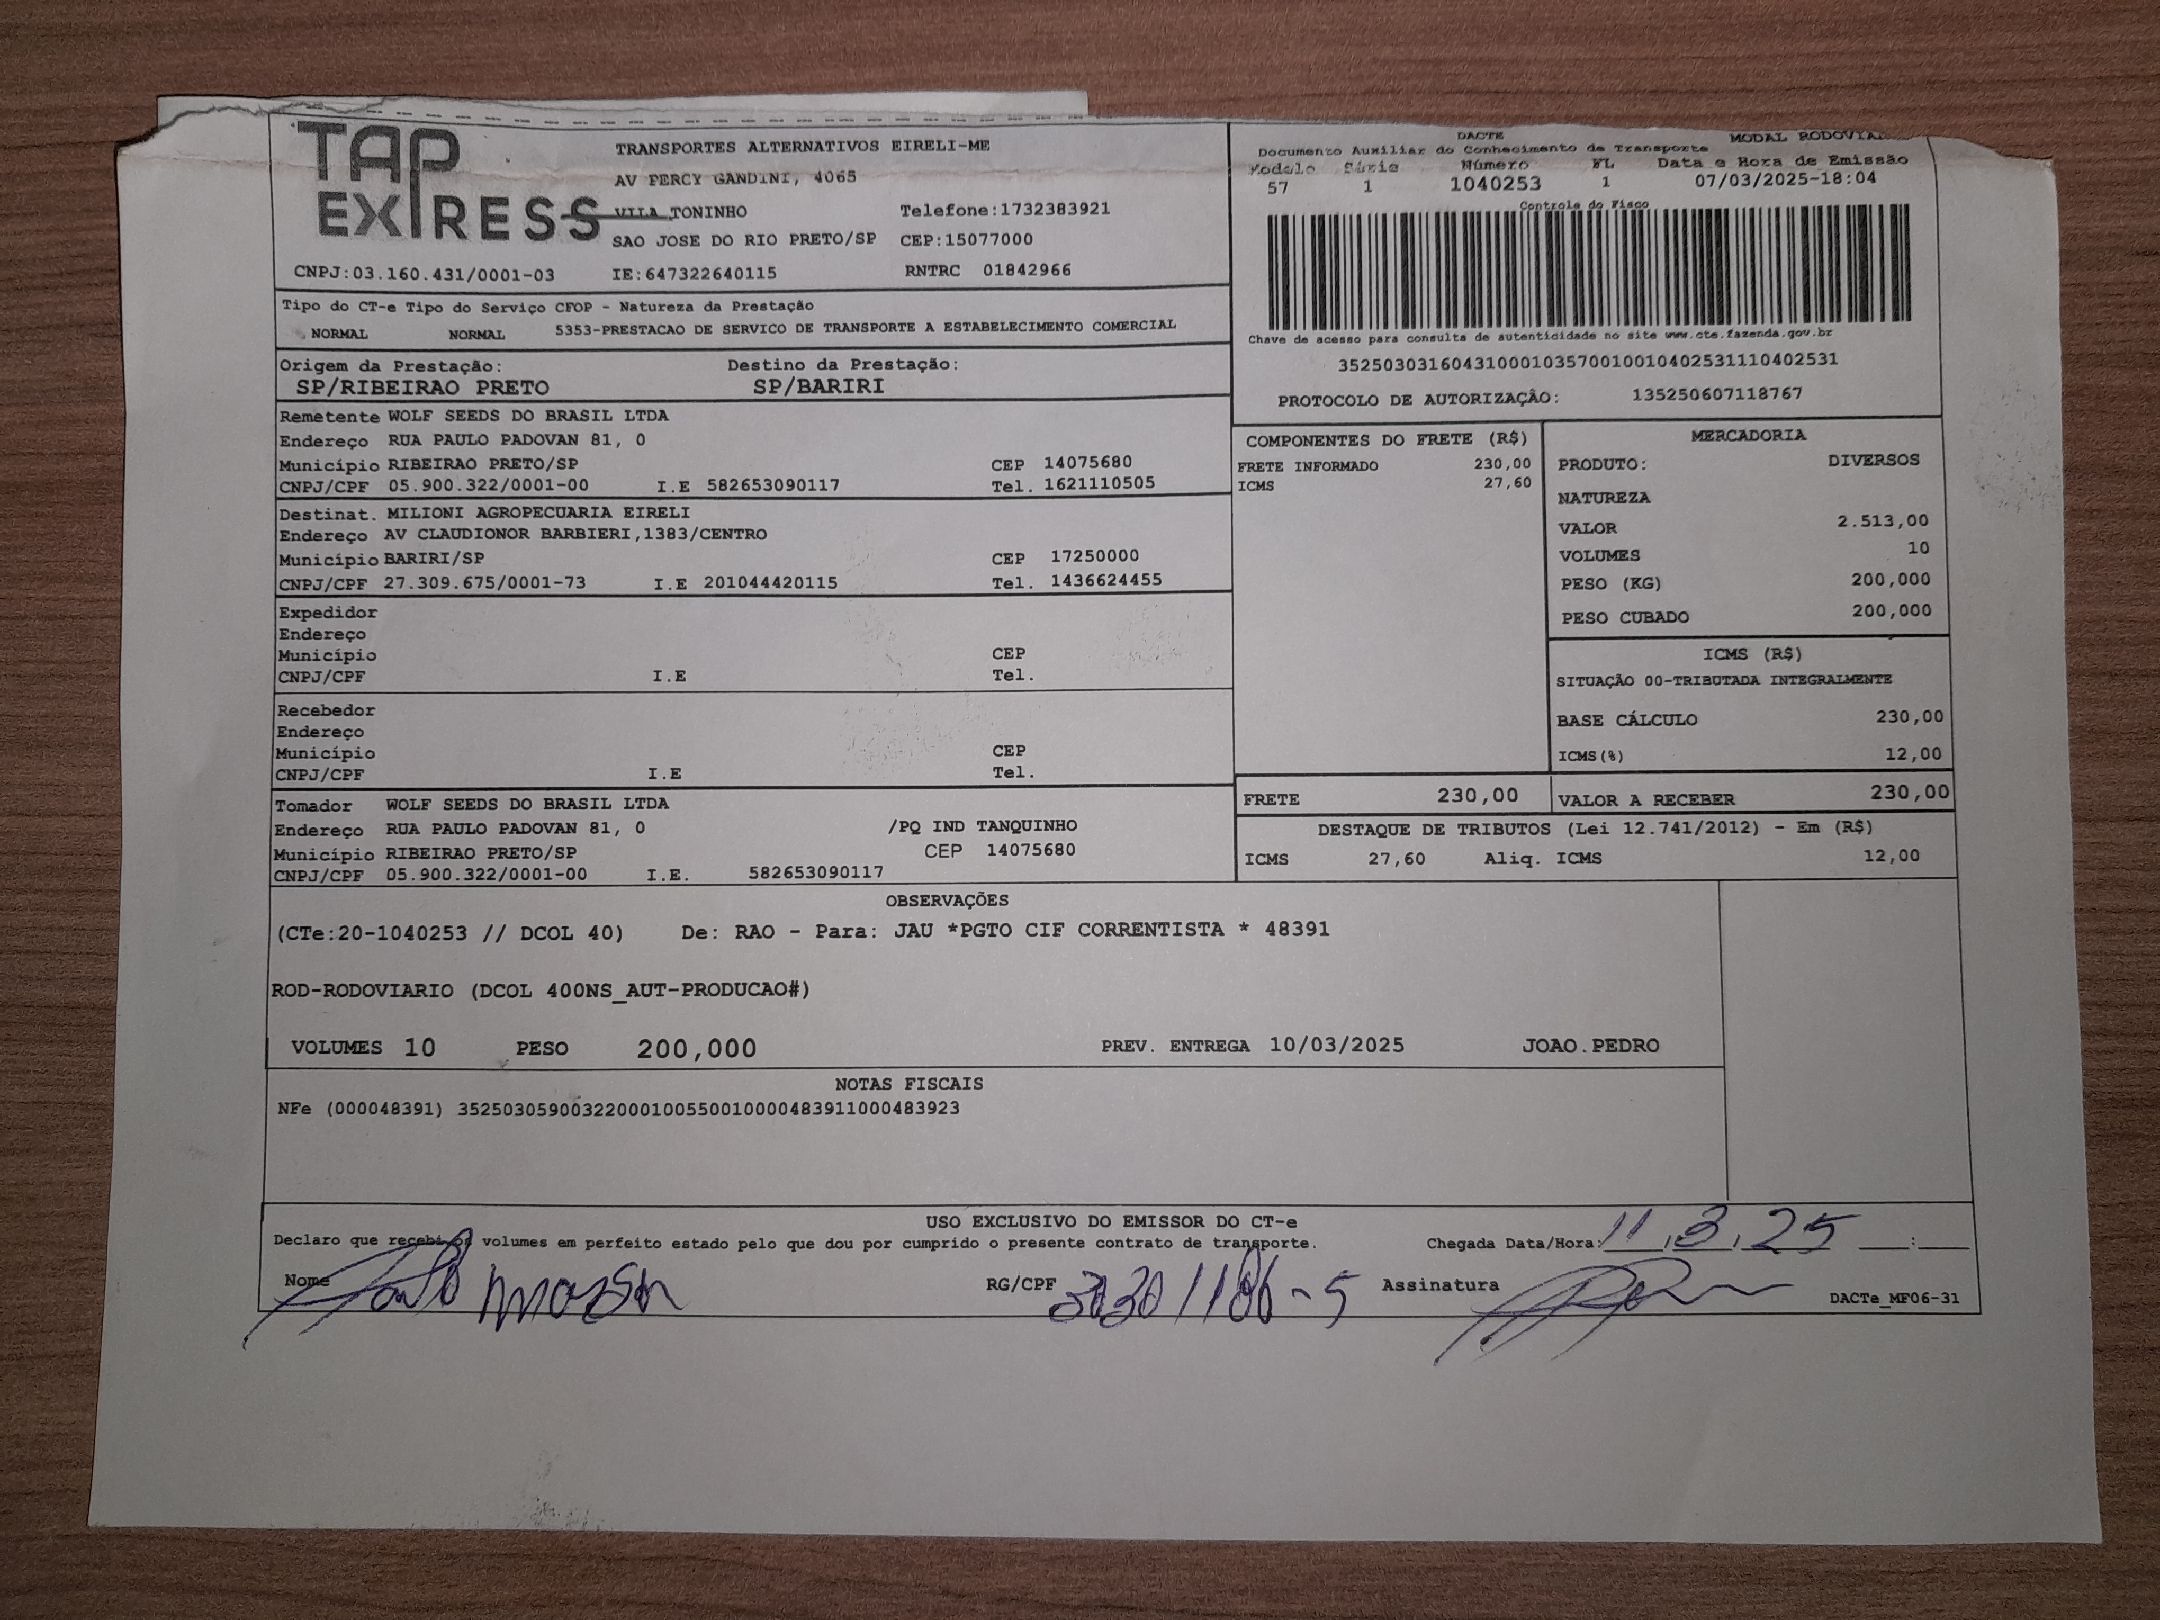 TAP EXPRESS
TRANSPORTES ALTERNATIVOS EIRELI-ME
AV PERCY GANDINI, 4065
VILA TONINHO Telefone:1732383921
SAO JOSE DO RIO PRETO/SP CEP:15077000
CNPJ:03.160.431/0001-03 IE:647322640115 RNTRC 01842966
DACTE MODAL
Documento Auxiliar do Conhecimento de Transporte
Modelo Série Número FL Data e Hora de Emissão
57 1 1040253 1 07/03/2025-18:04
Controle do Fisco
Chave de acesso para consulta de autenticidade no site www.cte.fazenda.gov.br
35250303160431000103570010010402531110402531
PROTOCOLO DE AUTORIZAÇÃO: 135250607118767
Tipo do CT-e Tipo do Serviço CFOP - Natureza da Prestação
NORMAL NORMAL 5353-PRESTACAO DE SERVICO DE TRANSPORTE A ESTABELECIMENTO COMERCIAL
Origem da Prestação: Destino da Prestação:
SP/RIBEIRAO PRETO SP/BARIRI
Remetente WOLF SEEDS DO BRASIL LTDA
Endereço RUA PAULO PADOVAN 81, 0
Município RIBEIRAO PRETO/SP CEP 14075680
CNPJ/CPF 05.900.322/0001-00 I.E 582653090117 Tel. 1621110505
Destinat. MILIONI AGROPECUARIA EIRELI
Endereço AV CLAUDIONOR BARBIERI,1383/CENTRO
Município BARIRI/SP CEP 17250000
CNPJ/CPF 27.309.675/0001-73 I.E 201044420115 Tel. 1436624455
Expedidor
Endereço
Município CEP
CNPJ/CPF I.E Tel.
Recebedor
Endereço
Município CEP
CNPJ/CPF I.E Tel.
Tomador WOLF SEEDS DO BRASIL LTDA
Endereço RUA PAULO PADOVAN 81, 0 /PQ IND TANQUINHO
Município RIBEIRAO PRETO/SP CEP 14075680
CNPJ/CPF 05.900.322/0001-00 I.E. 582653090117
COMPONENTES DO FRETE (R$)
FRETE INFORMADO 230,00
ICMS 27,60
MERCADORIA
PRODUTO: DIVERSOS
NATUREZA
VALOR 2.513,00
VOLUMES 10
PESO (KG) 200,000
PESO CUBADO 200,000
ICMS (R$)
SITUAÇÃO 00-TRIBUTADA INTEGRALMENTE
BASE CÁLCULO 230,00
ICMS(%) 12,00
FRETE 230,00 VALOR A RECEBER 230,00
DESTAQUE DE TRIBUTOS (Lei 12.741/2012) - Em (R$)
ICMS 27,60 Aliq. ICMS 12,00
OBSERVAÇÕES
(CTe:20-1040253 // DCOL 40) De: RAO - Para: JAU *PGTO CIF CORRENTISTA * 48391
ROD-RODOVIARIO (DCOL 400NS_AUT-PRODUCAO#)
VOLUMES 10 PESO 200,000 PREV. ENTREGA 10/03/2025 JOAO.PEDRO
NOTAS FISCAIS
NFe (000048391) 35250305900322000100550010000483911000483923
USO EXCLUSIVO DO EMISSOR DO CT-e
Declaro que recebi os volumes em perfeito estado pelo que dou por cumprido o presente contrato de transporte. Chegada Data/Hora: 11.3.25 :
Nome RG/CPF Assinatura
DACTe_MF06-31